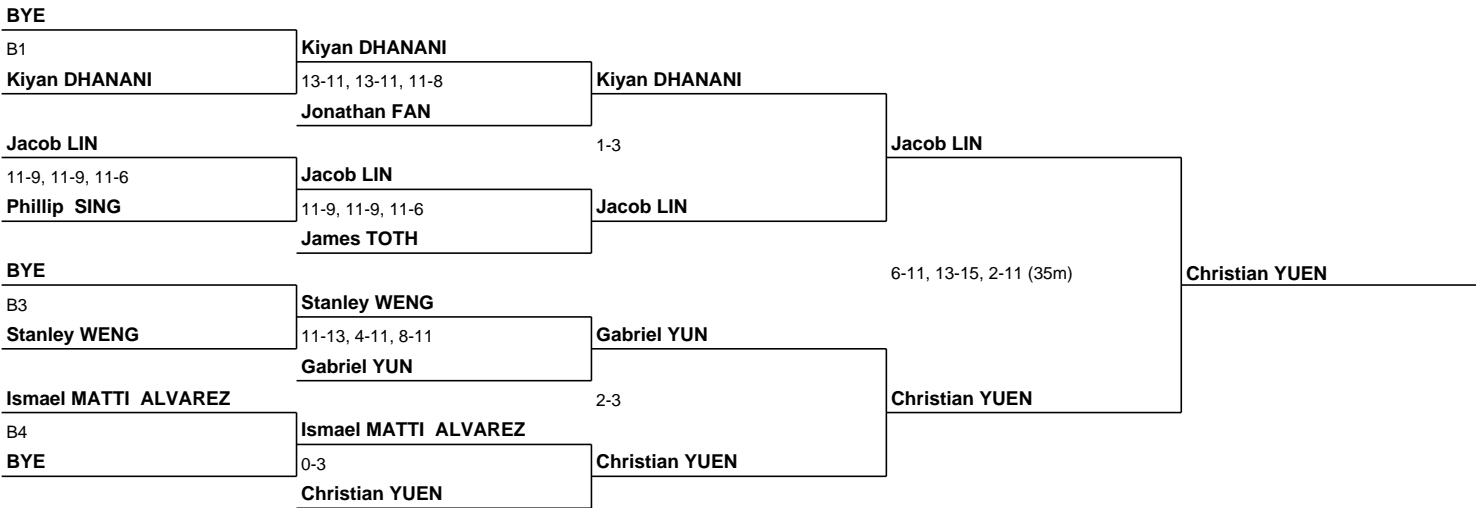 BYE
B1
Kiyan DHANANI
Kiyan DHANANI
13-11, 13-11, 11-8
Kiyan DHANANI
Jonathan FAN
Jacob LIN
1-3
Jacob LIN
11-9, 11-9, 11-6
Jacob LIN
Phillip  SING
11-9, 11-9, 11-6
Jacob LIN
James TOTH
BYE
6-11, 13-15, 2-11 (35m)
Christian YUEN
B3
Stanley WENG
Stanley WENG
11-13, 4-11, 8-11
Gabriel YUN
Gabriel YUN
Ismael MATTI  ALVAREZ
2-3
Christian YUEN
B4
Ismael MATTI  ALVAREZ
BYE
0-3
Christian YUEN
Christian YUEN